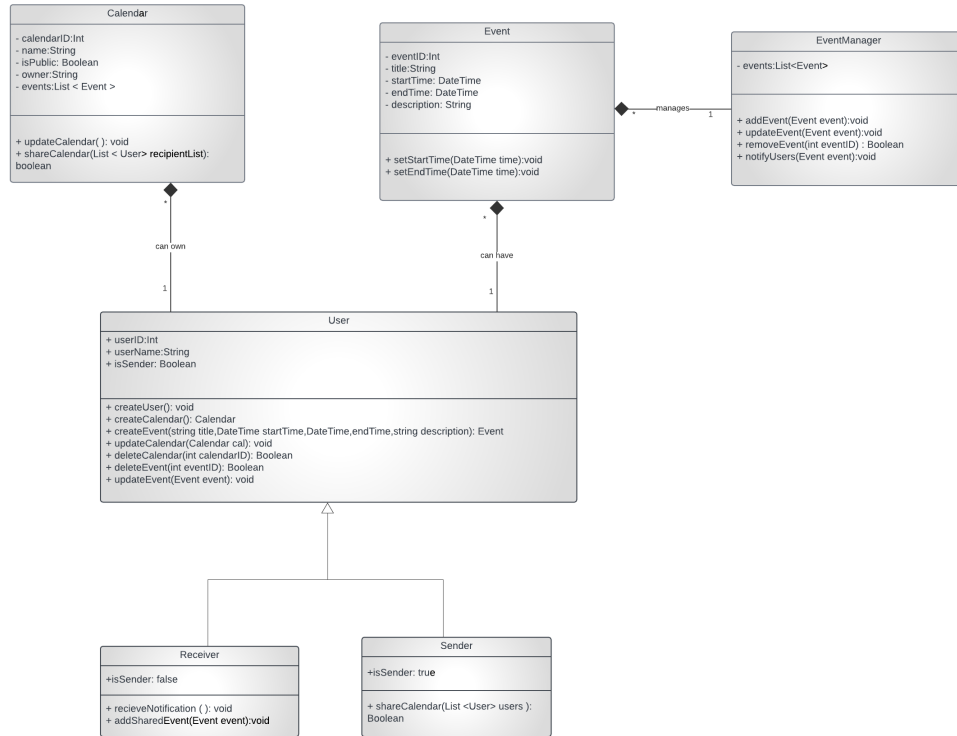 Calendar
- calendarID:Int
- name:String
- isPublic: Boolean
- owner:String
- events:List < Event >
+ updateCalendar( ): void
+ shareCalendar(List < User> recipientList):
boolean
Event
- eventID:Int
- title:String
- startTime: DateTime
- endTime: DateTime
- description: String
+ setStartTime(DateTime time):void
+ setEndTime(DateTime time):void
* manages 1
EventManager
- events:List<Event>
+ addEvent(Event event):void
+ updateEvent(Event event):void
+ removeEvent(int eventID) : Boolean
+ notifyUsers(Event event):void
*
can own
1
*
can have
1
User
+ userID:Int
+ userName:String
+ isSender: Boolean
+ createUser(): void
+ createCalendar(): Calendar
+ createEvent(string title,DateTime startTime,DateTime,endTime,string description): Event
+ updateCalendar(Calendar cal): void
+ deleteCalendar(int calendarID): Boolean
+ deleteEvent(int eventID): Boolean
+ updateEvent(Event event): void
Receiver
+isSender: false
+ recieveNotification ( ): void
+ addSharedEvent(Event event):void
Sender
+isSender: true
+ shareCalendar(List <User> users ):
Boolean